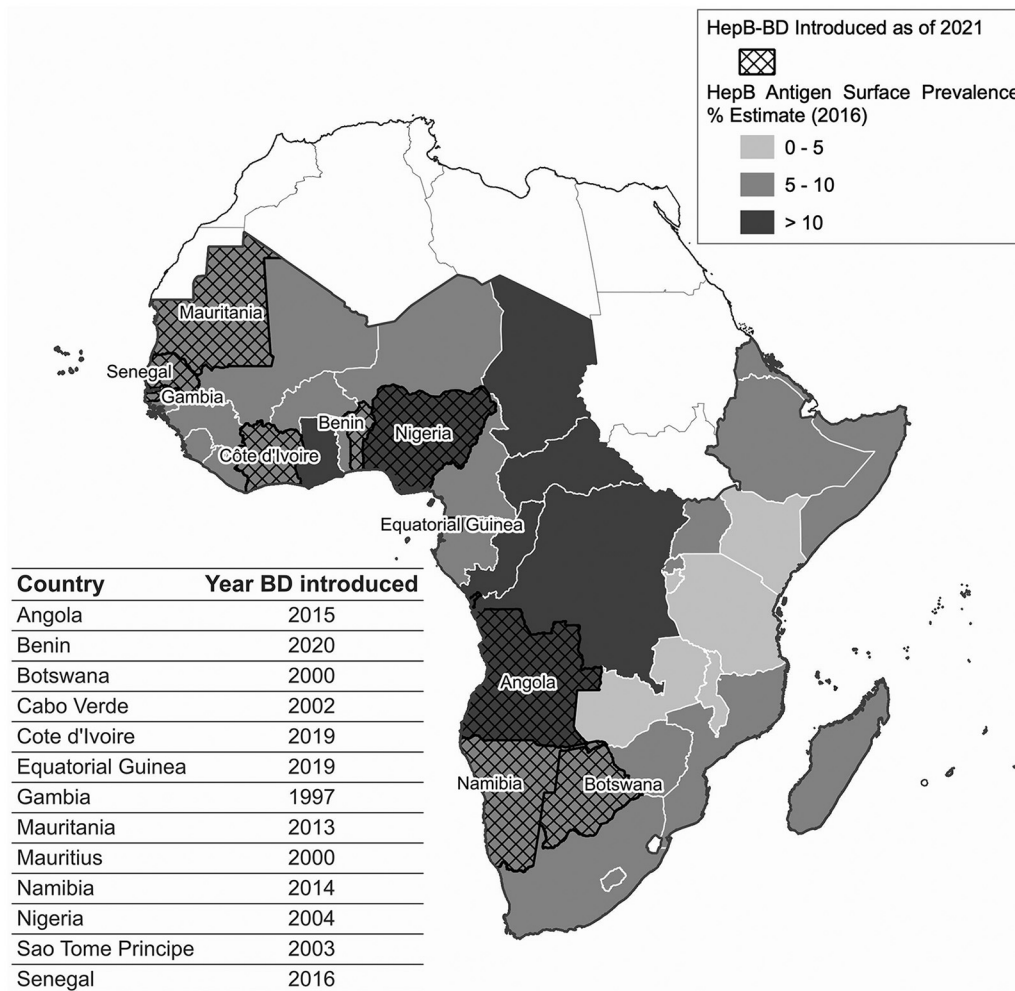 HepB-BD Introduced as of 2021
HepB Antigen Surface Prevalence
% Estimate (2016)
0 - 5
5 - 10
> 10
Mauritania
Senegal
Gambia
Benin
Nigeria
Côte d'Ivoire
Equatorial Guinea
Angola
Namibia
Botswana
Country Year BD introduced
Angola 2015
Benin 2020
Botswana 2000
Cabo Verde 2002
Cote d'Ivoire 2019
Equatorial Guinea 2019
Gambia 1997
Mauritania 2013
Mauritius 2000
Namibia 2014
Nigeria 2004
Sao Tome Principe 2003
Senegal 2016